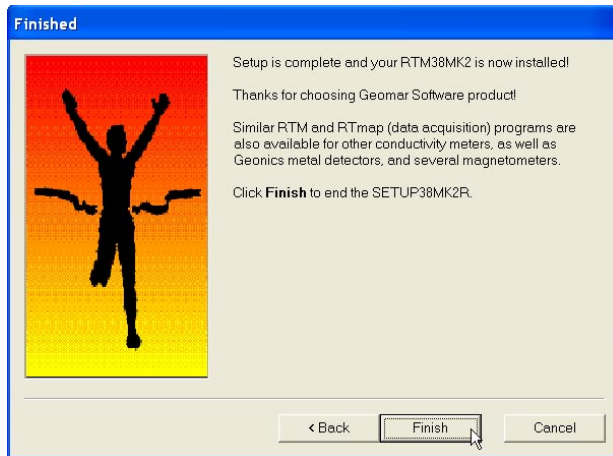 Finished
Setup is complete and your RTM38MK2 is now installed!
Thanks for choosing Geomar Software product!
Similar RTM and RTmap (data acquisition) programs are
also available for other conductivity meters, as well as
Geonics metal detectors, and several magnetometers.
Click Finish to end the SETUP38MK2R.
< Back
Finish
Cancel